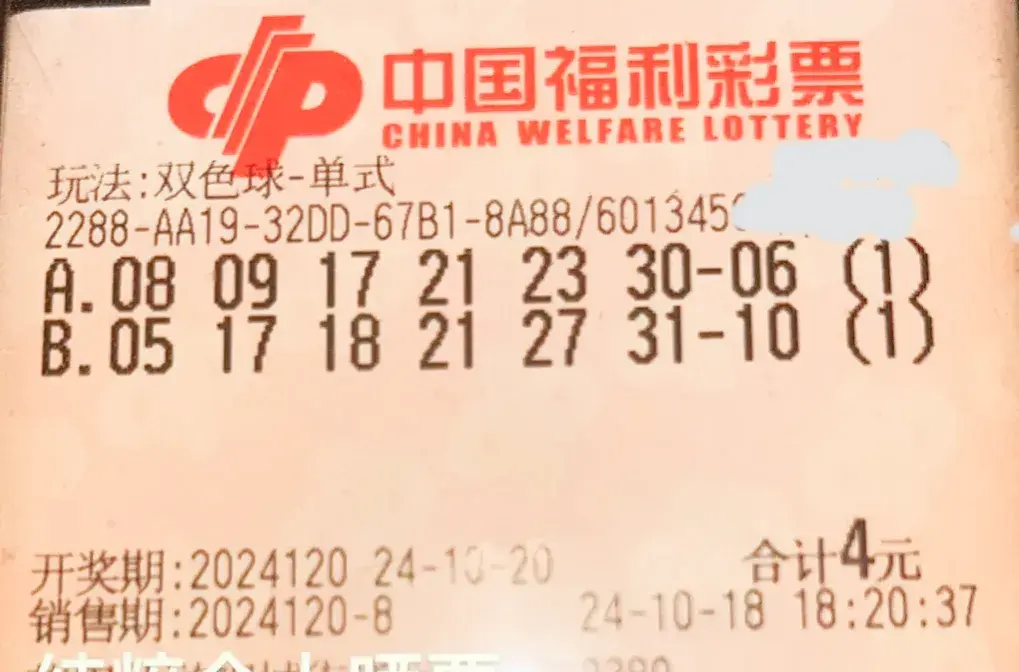 中国福利彩票
CHINA WELFARE LOTTERY
玩法:双色球-单式
2288-AA19-32DD-67B1-8A88/601345
A.08 09 17 21 23 30-06 (1)
B.05 17 18 21 27 31-10 (1)
开奖期:2024120 24-10-20 合计4元
销售期:2024120-8 24-10-18 18:20:37